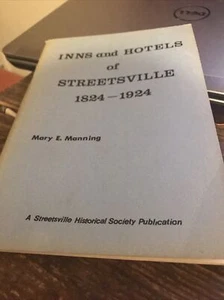 INNS and HOTELS
of
STREETSVILLE
1824-1924
Mary E. Manning
A Streetsville Historical Society Publication